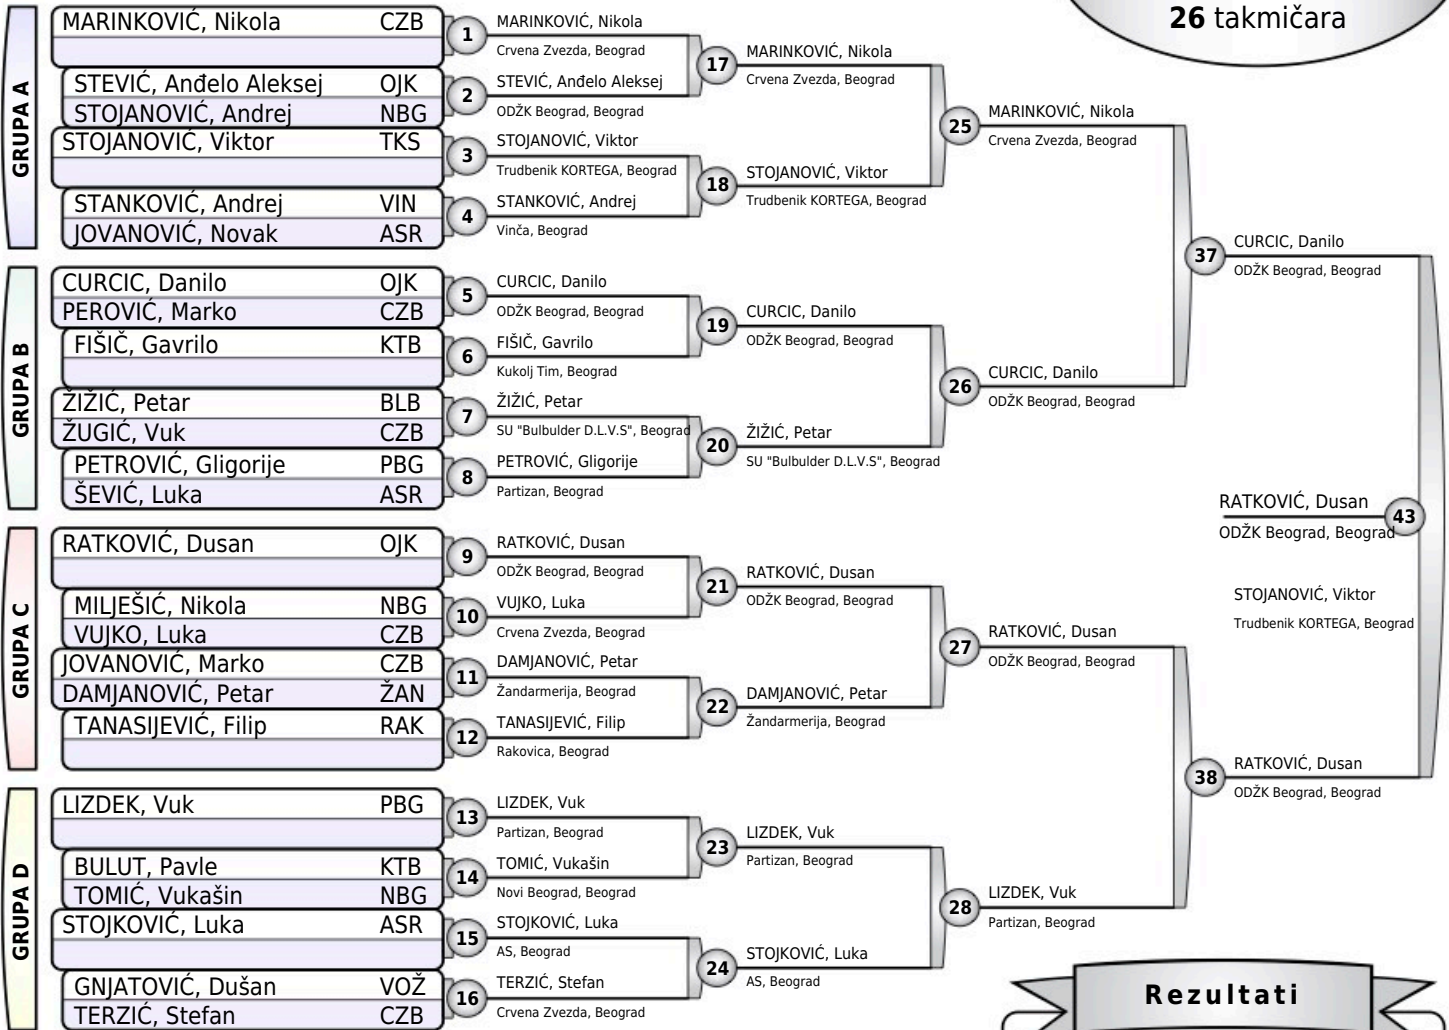 26 takmičara
GRUPA A
MARINKOVIĆ, Nikola CZB
STEVIĆ, Anđelo Aleksej OJK
STOJANOVIĆ, Andrej NBG
STOJANOVIĆ, Viktor TKS
STANKOVIĆ, Andrej VIN
JOVANOVIĆ, Novak ASR
GRUPA B
CURCIC, Danilo OJK
PEROVIĆ, Marko CZB
FIŠIČ, Gavrilo KTB
ŽIŽIĆ, Petar BLB
ŽUGIĆ, Vuk CZB
PETROVIĆ, Gligorije PBG
ŠEVIĆ, Luka ASR
GRUPA C
RATKOVIĆ, Dusan OJK
MILJEŠIĆ, Nikola NBG
VUJKO, Luka CZB
JOVANOVIĆ, Marko CZB
DAMJANOVIĆ, Petar ŽAN
TANASIJEVIĆ, Filip RAK
GRUPA D
LIZDEK, Vuk PBG
BULUT, Pavle KTB
TOMIĆ, Vukašin NBG
STOJKOVIĆ, Luka ASR
GNJATOVIĆ, Dušan VOŽ
TERZIĆ, Stefan CZB
1
MARINKOVIĆ, Nikola
Crvena Zvezda, Beograd
2
STEVIĆ, Anđelo Aleksej
ODŽK Beograd, Beograd
3
STOJANOVIĆ, Viktor
Trudbenik KORTEGA, Beograd
4
STANKOVIĆ, Andrej
Vinča, Beograd
5
CURCIC, Danilo
ODŽK Beograd, Beograd
6
FIŠIČ, Gavrilo
Kukolj Tim, Beograd
7
ŽIŽIĆ, Petar
SU "Bulbulder D.L.V.S", Beograd
8
PETROVIĆ, Gligorije
Partizan, Beograd
9
RATKOVIĆ, Dusan
ODŽK Beograd, Beograd
10
VUJKO, Luka
Crvena Zvezda, Beograd
11
DAMJANOVIĆ, Petar
Žandarmerija, Beograd
12
TANASIJEVIĆ, Filip
Rakovica, Beograd
13
LIZDEK, Vuk
Partizan, Beograd
14
TOMIĆ, Vukašin
Novi Beograd, Beograd
15
STOJKOVIĆ, Luka
AS, Beograd
16
TERZIĆ, Stefan
Crvena Zvezda, Beograd
17
MARINKOVIĆ, Nikola
Crvena Zvezda, Beograd
18
STOJANOVIĆ, Viktor
Trudbenik KORTEGA, Beograd
19
CURCIC, Danilo
ODŽK Beograd, Beograd
20
ŽIŽIĆ, Petar
SU "Bulbulder D.L.V.S", Beograd
21
RATKOVIĆ, Dusan
ODŽK Beograd, Beograd
22
DAMJANOVIĆ, Petar
Žandarmerija, Beograd
23
LIZDEK, Vuk
Partizan, Beograd
24
STOJKOVIĆ, Luka
AS, Beograd
25
MARINKOVIĆ, Nikola
Crvena Zvezda, Beograd
26
CURCIC, Danilo
ODŽK Beograd, Beograd
27
RATKOVIĆ, Dusan
ODŽK Beograd, Beograd
28
LIZDEK, Vuk
Partizan, Beograd
37
CURCIC, Danilo
ODŽK Beograd, Beograd
38
RATKOVIĆ, Dusan
ODŽK Beograd, Beograd
RATKOVIĆ, Dusan
43
ODŽK Beograd, Beograd
STOJANOVIĆ, Viktor
Trudbenik KORTEGA, Beograd
Rezultati